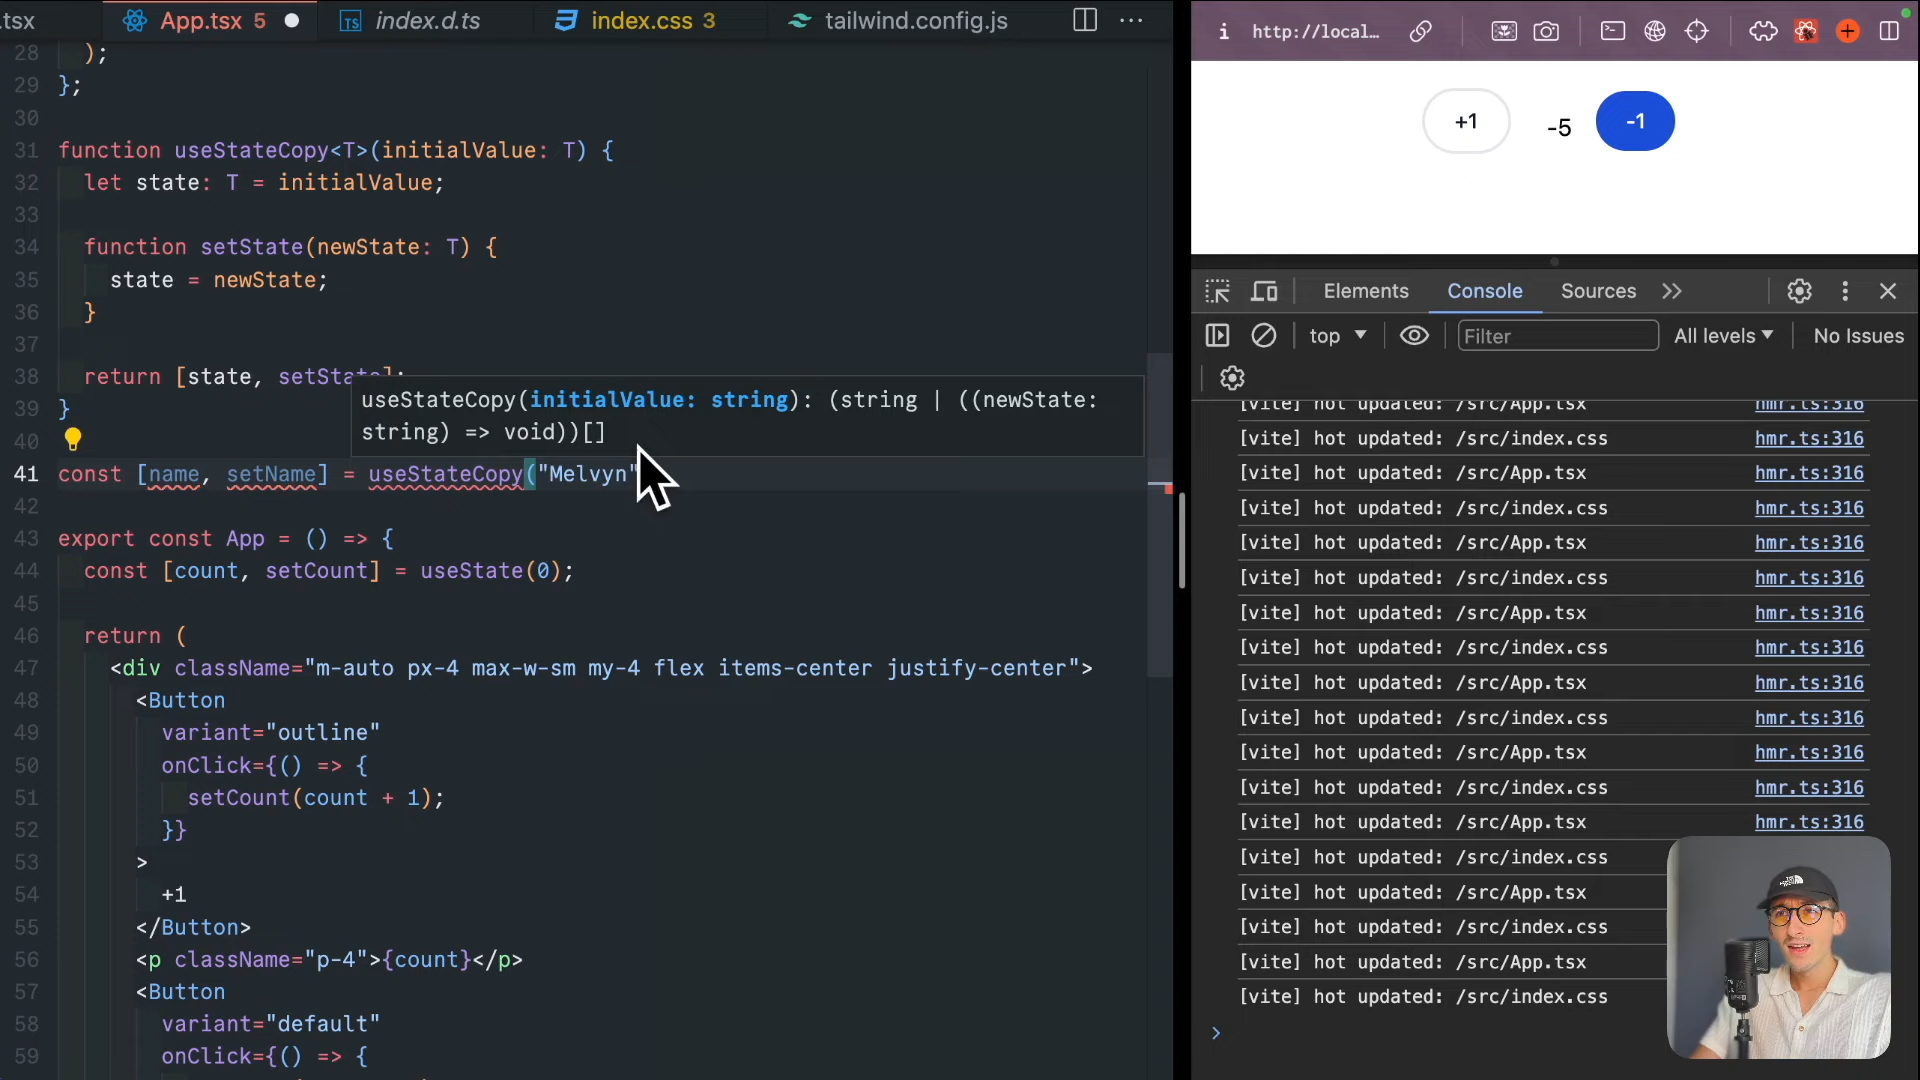 .tsx
App.tsx 5
index.d.ts
index.css 3
tailwind.config.js
28 );
29 };
30
31 function useStateCopy<T>(initialValue: T) {
32 let state: T = initialValue;
33
34 function setState(newState: T) {
35 state = newState;
36 }
37
38 return [state, setState];
39 }
useStateCopy(initialValue: string): (string | ((newState:
string) => void))[]
40
41 const [name, setName] = useStateCopy("Melvyn"
42
43 export const App = () => {
44 const [count, setCount] = useState(0);
45
46 return (
47 <div className="m-auto px-4 max-w-sm my-4 flex items-center justify-center">
48 <Button
49 variant="outline"
50 onClick={() => {
51 setCount(count + 1);
52 }}
53 >
54 +1
55 </Button>
56 <p className="p-4">{count}</p>
57 <Button
58 variant="default"
59 onClick={() => {
http://local...
+1
-5
-1
Elements
Console
Sources
top
Filter
All levels
No Issues
[vite] hot updated: /src/App.tsx hmr.ts:316
[vite] hot updated: /src/index.css hmr.ts:316
[vite] hot updated: /src/App.tsx hmr.ts:316
[vite] hot updated: /src/index.css hmr.ts:316
[vite] hot updated: /src/App.tsx hmr.ts:316
[vite] hot updated: /src/index.css hmr.ts:316
[vite] hot updated: /src/App.tsx hmr.ts:316
[vite] hot updated: /src/index.css hmr.ts:316
[vite] hot updated: /src/App.tsx hmr.ts:316
[vite] hot updated: /src/index.css hmr.ts:316
[vite] hot updated: /src/App.tsx hmr.ts:316
[vite] hot updated: /src/index.css hmr.ts:316
[vite] hot updated: /src/App.tsx hmr.ts:316
[vite] hot updated: /src/index.css
[vite] hot updated: /src/App.tsx
[vite] hot updated: /src/index.css
[vite] hot updated: /src/App.tsx
[vite] hot updated: /src/index.css